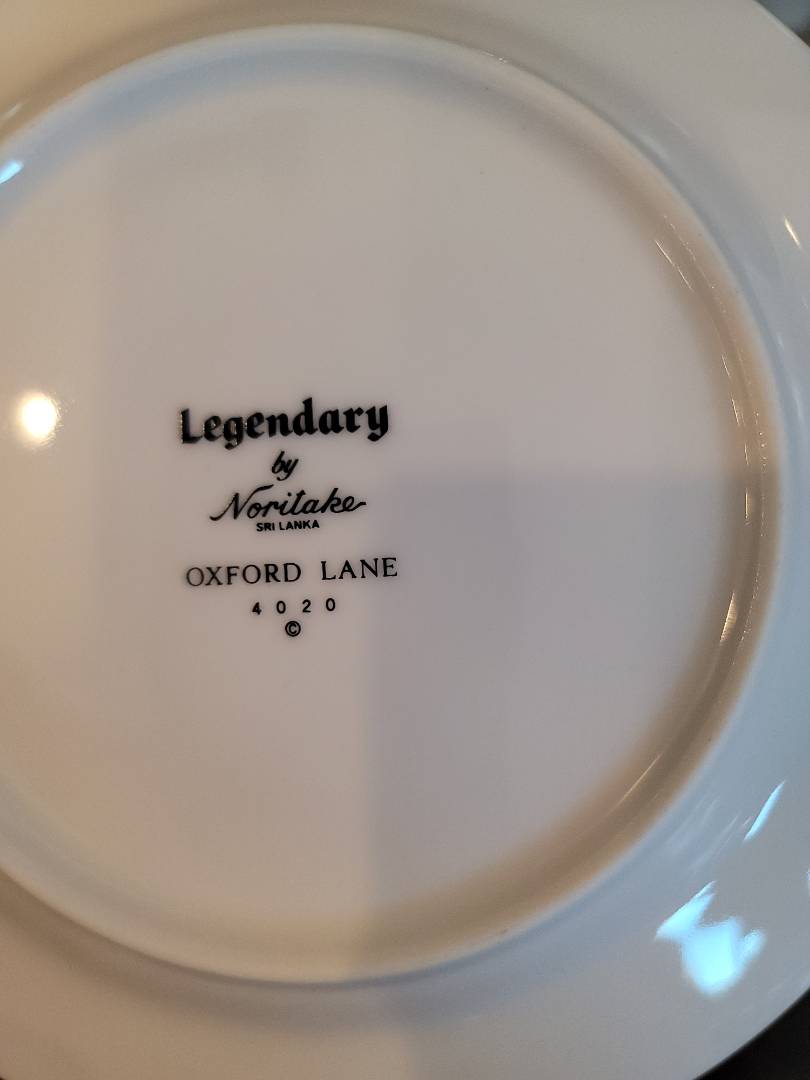 Legendary
by
Noritake
SRI LANKA
OXFORD LANE
4020
©